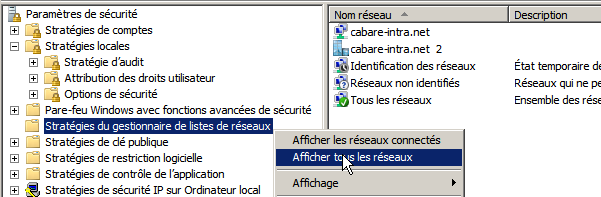 Paramètres de sécurité
Stratégies de comptes
Stratégies locales
Stratégie d'audit
Attribution des droits utilisateur
Options de sécurité
Pare-feu Windows avec fonctions avancées de sécurité
Stratégies du gestionnaire de listes de réseaux
Stratégies de clé publique
Stratégies de restriction logicielle
Stratégies de contrôle de l'application
Stratégies de sécurité IP sur Ordinateur local
Nom réseau Description
cabare-intra.net
cabare-intra.net 2
Identification des réseaux État temporaire de
Réseaux non identifiés Réseaux qui ne pe
Tous les réseaux Ensemble des rés
Afficher les réseaux connectés
Afficher tous les réseaux
Affichage